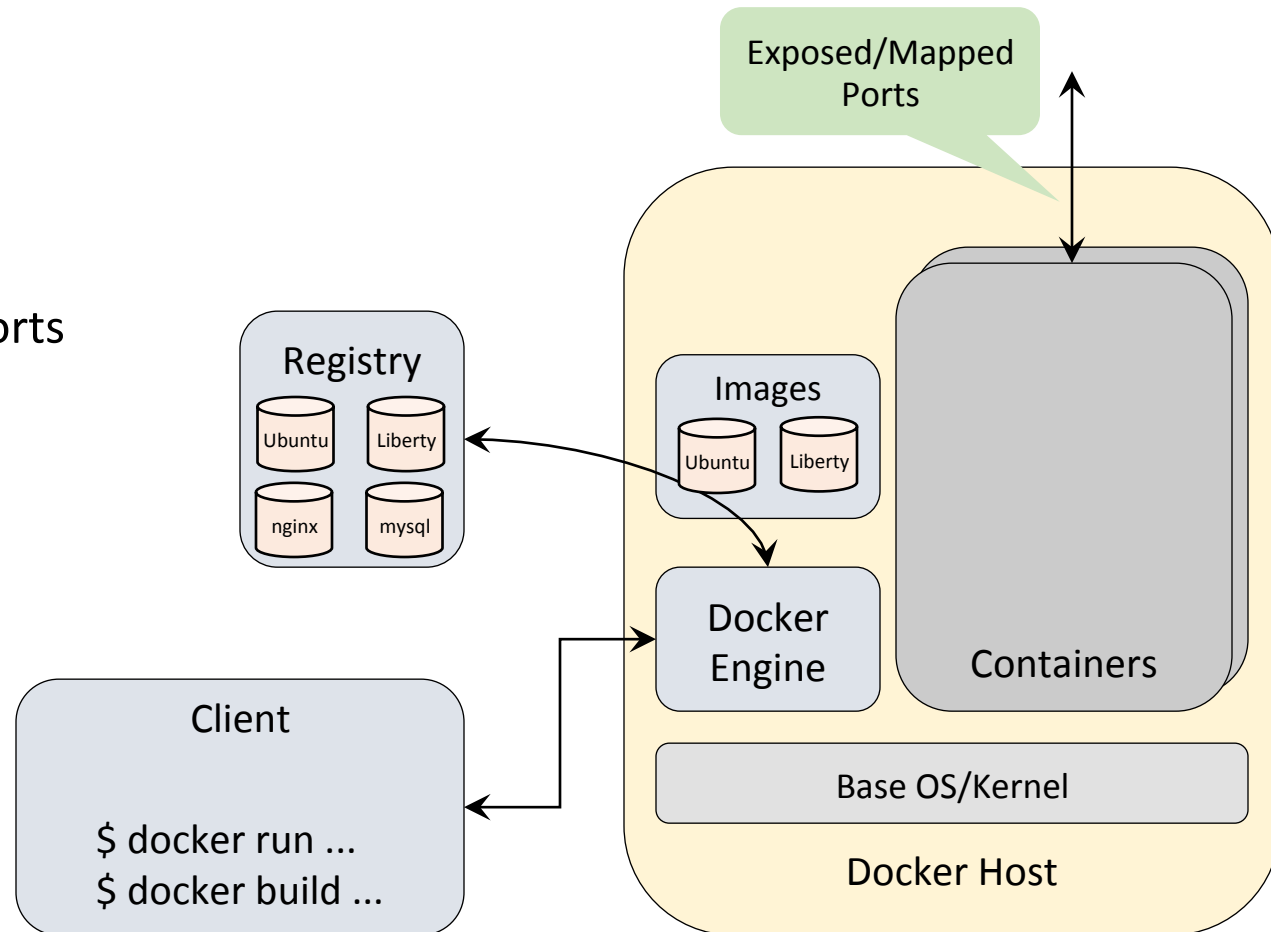 Exposed/Mapped
Ports
orts
Registry
Ubuntu
Liberty
nginx
mysql
Images
Ubuntu
Liberty
Docker
Engine
Containers
Client
$ docker run ...
$ docker build ...
Base OS/Kernel
Docker Host